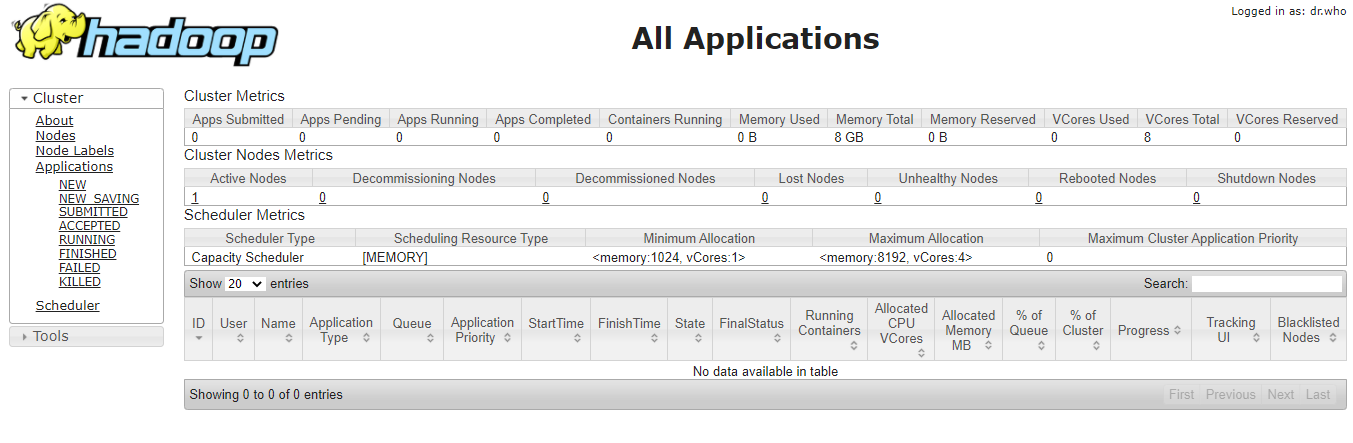 hadoop
Logged in as: dr.who
All Applications
Cluster
About
Nodes
Node Labels
Applications
NEW
NEW_SAVING
SUBMITTED
ACCEPTED
RUNNING
FINISHED
FAILED
KILLED
Scheduler
Tools
Cluster Metrics
Apps Submitted Apps Pending Apps Running Apps Completed Containers Running Memory Used Memory Total Memory Reserved VCores Used VCores Total VCores Reserved
0 0 0 0 0 0 B 8 GB 0 B 0 8 0
Cluster Nodes Metrics
Active Nodes Decommissioning Nodes Decommissioned Nodes Lost Nodes Unhealthy Nodes Rebooted Nodes Shutdown Nodes
1 0 0 0 0 0 0
Scheduler Metrics
Scheduler Type Scheduling Resource Type Minimum Allocation Maximum Allocation Maximum Cluster Application Priority
Capacity Scheduler [MEMORY] <memory:1024, vCores:1> <memory:8192, vCores:4> 0
Show 20 entries Search:
ID User Name Application Type Queue Application Priority StartTime FinishTime State FinalStatus Running Containers Allocated CPU VCores Allocated Memory MB % of Queue % of Cluster Progress Tracking UI Blacklisted Nodes
No data available in table
Showing 0 to 0 of 0 entries First Previous Next Last